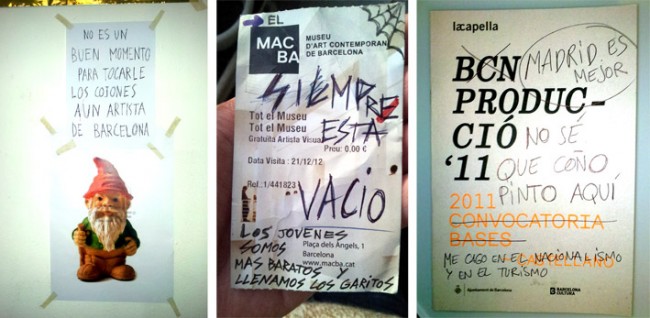 NO ES UN
BUEN MOMENTO
PARA TOCARLE
LOS COJONES
A UN ARTISTA
DE BARCELONA
EL
MAC
BA
MUSEU
D'ART CONTEMPORANI
DE BARCELONA
SIEMPRE
Tot el Museu
ESTÁ
Tot el Museu
Gratuïta Artista Visual
Preu: 0.00 €
Data Visita : 21/12/12
VACIO
Ref.: 1/441823
LOS JOVENES
SOMOS
Plaça dels Àngels, 1
Barcelona
www.macba.cat
MAS BARATOS Y
LLENAMOS LOS GARITOS
lacapella
BCN
MADRID ES
MEJOR
PRODUC-
CIÓ
NO SÉ
'11
QUE COÑO
PINTO AQUÍ
2011
CONVOCATORIA
BASES
CASTELLANO
ME CAGO EN EL NACIONALISMO
Y EN EL TURISMO
Ajuntament de Barcelona
BARCELONA
CULTURA